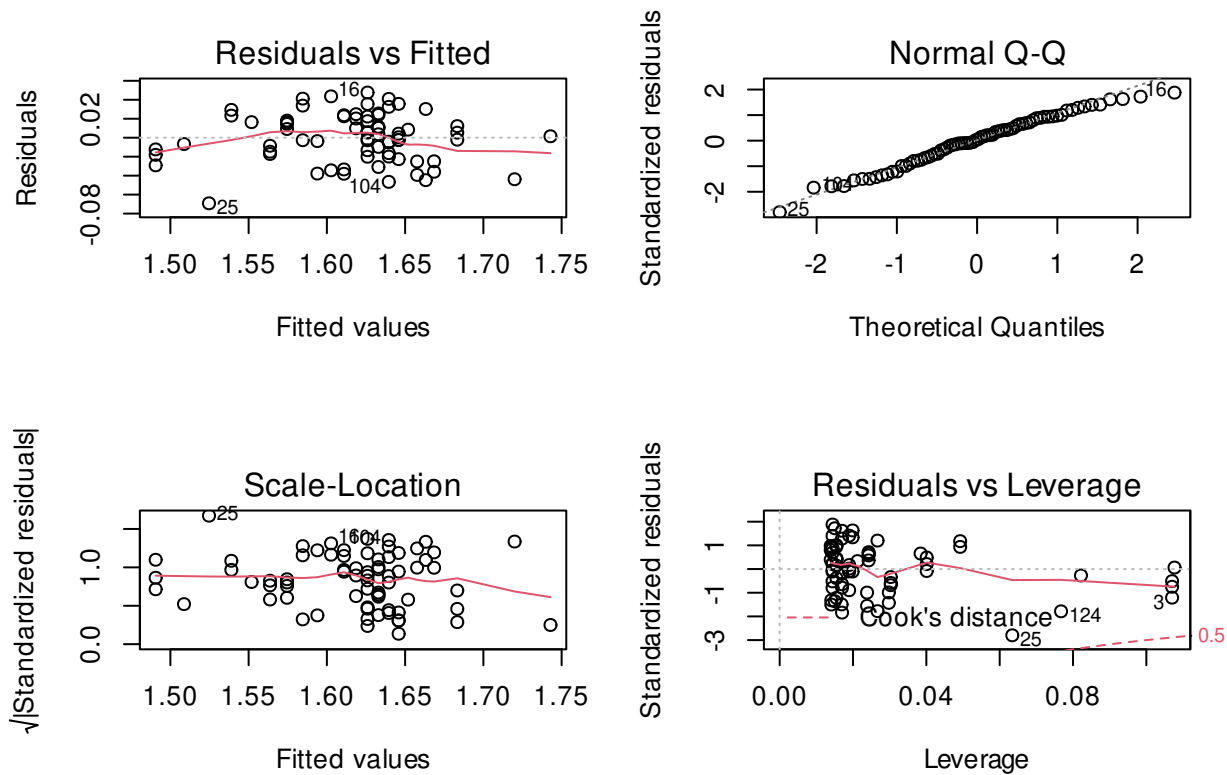 Residuals vs Fitted
Residuals
0.02
-0.08
16
104
25
1.50 1.55 1.60 1.65 1.70 1.75
Fitted values
Normal Q-Q
Standardized residuals
2
0
-2
16
25
-2 -1 0 1 2
Theoretical Quantiles
Scale-Location
√|Standardized residuals|
1.0
0.0
25
16
104
1.50 1.55 1.60 1.65 1.70 1.75
Fitted values
Residuals vs Leverage
Standardized residuals
1
-1
-3
Cook's distance
3
124
25
0.5
0.00 0.04 0.08
Leverage